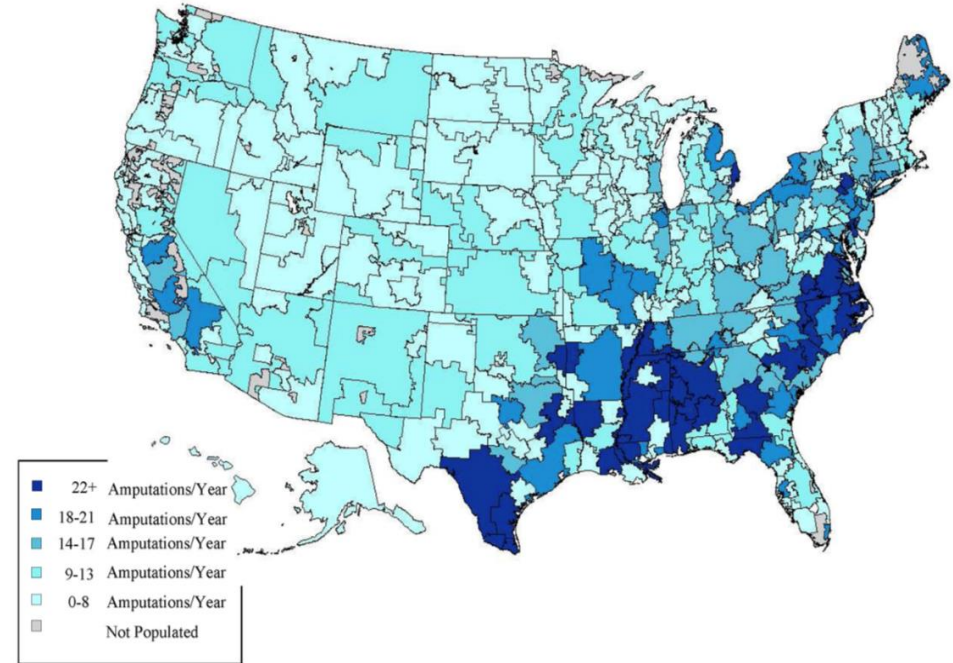 22+ Amputations/Year
18-21 Amputations/Year
14-17 Amputations/Year
9-13 Amputations/Year
0-8 Amputations/Year
Not Populated